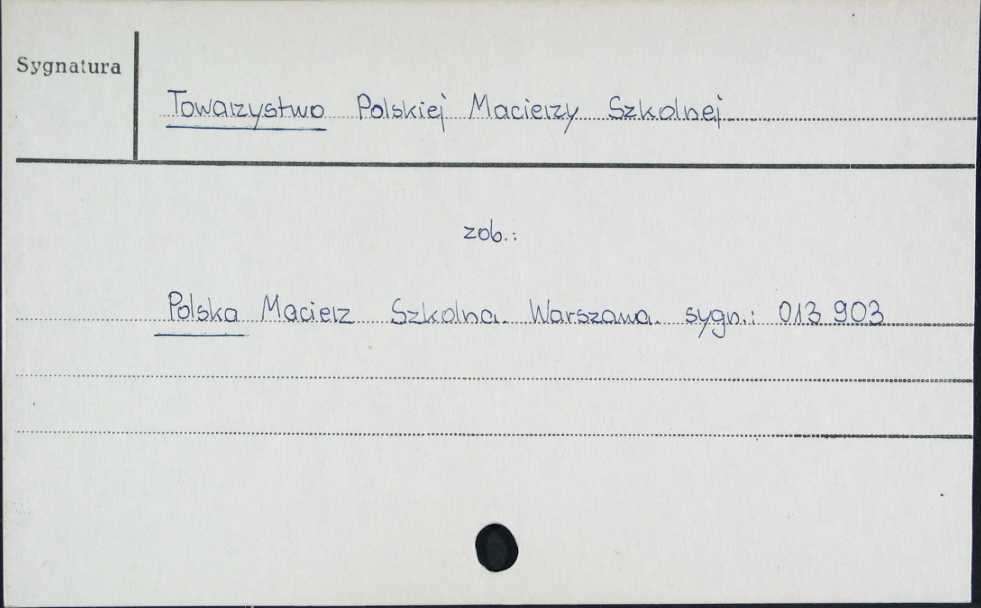 Sygnatura
Towarzystwo Polskiej Macierzy Szkolnej
zob.:
Polska Macierz Szkolna. Warszawa. sygn.: 013 903